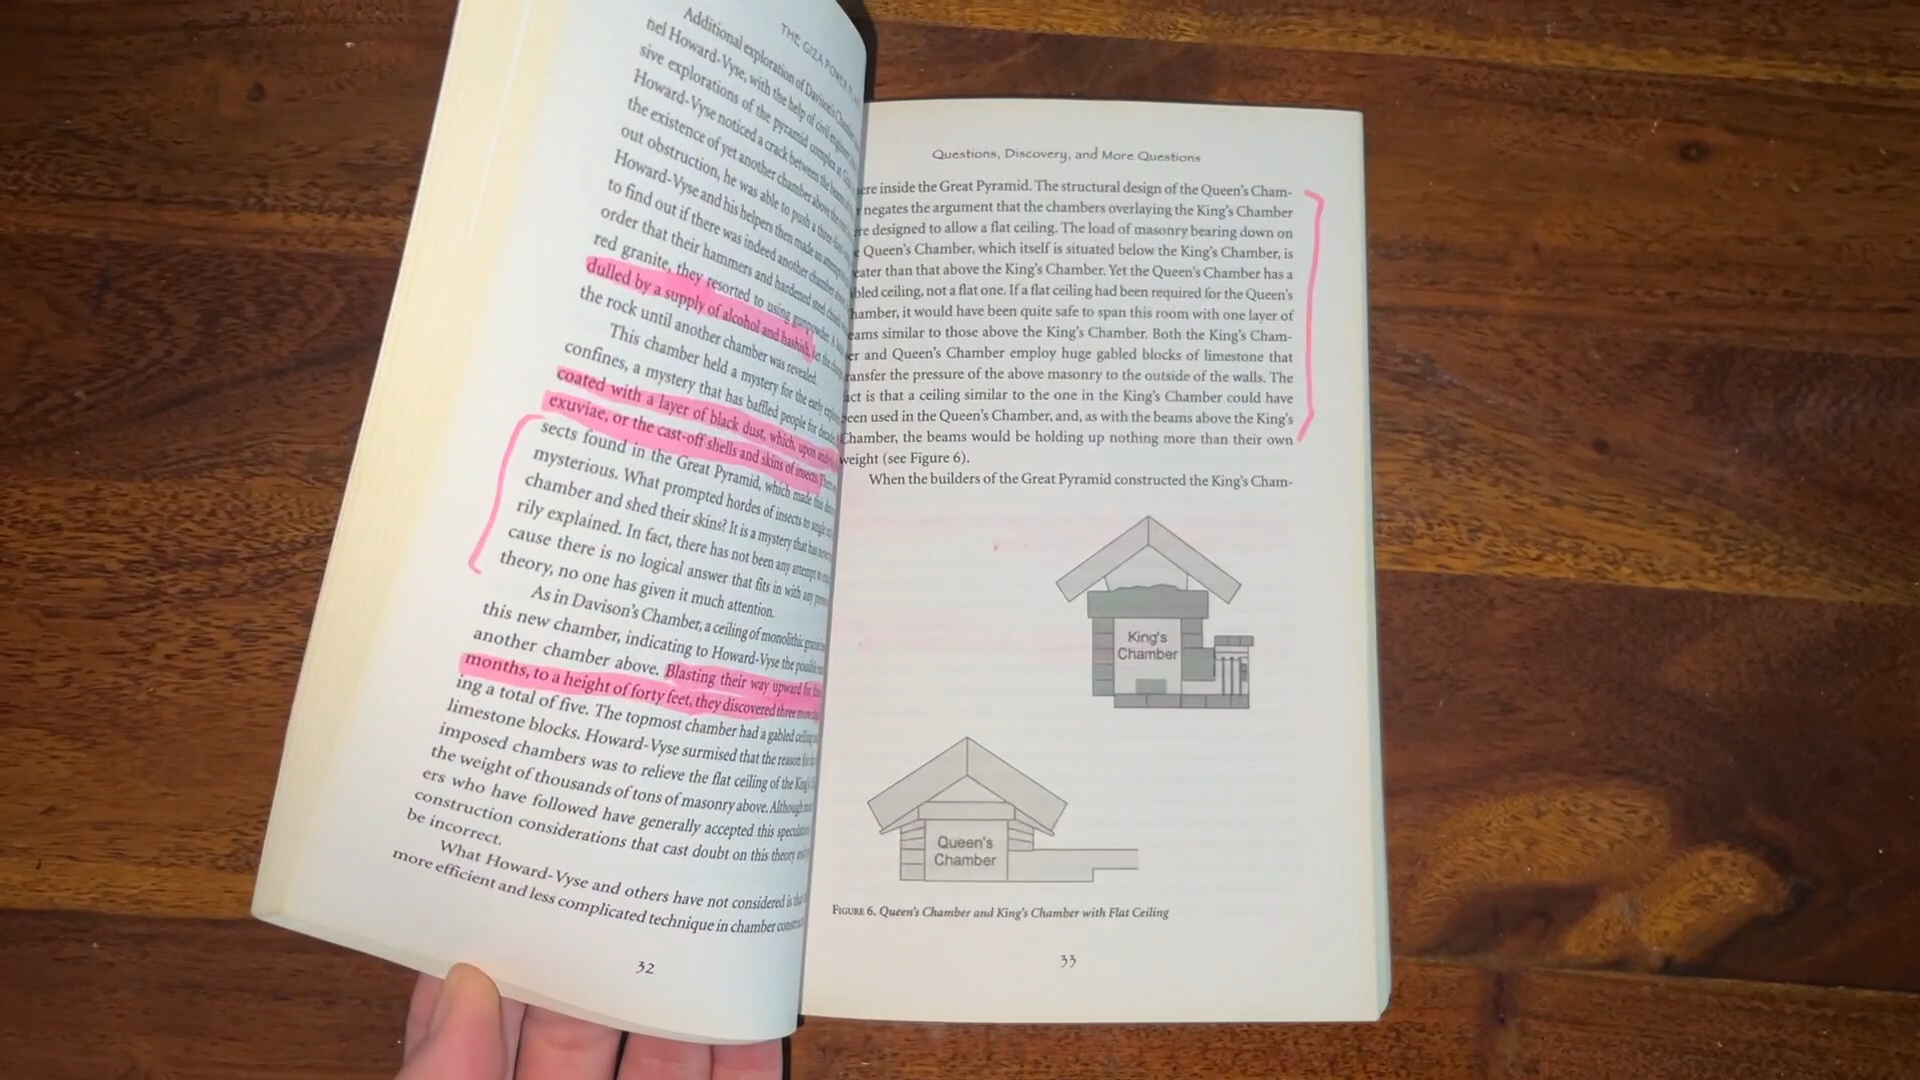 THE GIZA POWER
Additional exploration of Davison's Chamber
nel Howard-Vyse, with the help of civil engineer
sive explorations of the pyramid complex at
Howard-Vyse noticed a crack between the beams of
the existence of yet another chamber above the
out obstruction, he was able to push a three-foot
Howard-Vyse and his helpers then made an attempt
to find out if there was indeed another chamber above
order that their hammers and hardened steel chisels
red granite, they resorted to using gunpowder. A
dulled by a supply of alcohol and hashish, set the
the rock until another chamber was revealed.
This chamber held a mystery for the early
confines, a mystery that has baffled people for
coated with a layer of black dust, which, upon
exuviae, or the cast-off shells and skins of insects.
sects found in the Great Pyramid, which made this
mysterious. What prompted hordes of insects to single
chamber and shed their skins? It is a mystery that has
rily explained. In fact, there has not been any attempt to
cause there is no logical answer that fits in with any
theory, no one has given it much attention.
As in Davison's Chamber, a ceiling of monolithic
this new chamber, indicating to Howard-Vyse the
another chamber above. Blasting their way upward for
months, to a height of forty feet, they discovered three more
ing a total of five. The topmost chamber had a gabled ceiling
limestone blocks. Howard-Vyse surmised that the reason for
imposed chambers was to relieve the flat ceiling of the King's
the weight of thousands of tons of masonry above. Although
ers who have followed have generally accepted this
construction considerations that cast doubt on this theory
be incorrect.
What Howard-Vyse and others have not considered is
more efficient and less complicated technique in chamber
32
Questions, Discovery, and More Questions
ere inside the Great Pyramid. The structural design of the Queen's Cham-
negates the argument that the chambers overlaying the King's Chamber
re designed to allow a flat ceiling. The load of masonry bearing down on
Queen's Chamber, which itself is situated below the King's Chamber, is
eater than that above the King's Chamber. Yet the Queen's Chamber has a
bled ceiling, not a flat one. If a flat ceiling had been required for the Queen's
hamber, it would have been quite safe to span this room with one layer of
eams similar to those above the King's Chamber. Both the King's Cham-
er and Queen's Chamber employ huge gabled blocks of limestone that
ransfer the pressure of the above masonry to the outside of the walls. The
act is that a ceiling similar to the one in the King's Chamber could have
been used in the Queen's Chamber, and, as with the beams above the King's
Chamber, the beams would be holding up nothing more than their own
weight (see Figure 6).
When the builders of the Great Pyramid constructed the King's Cham-
King's
Chamber
Queen's
Chamber
FIGURE 6. Queen's Chamber and King's Chamber with Flat Ceiling
33